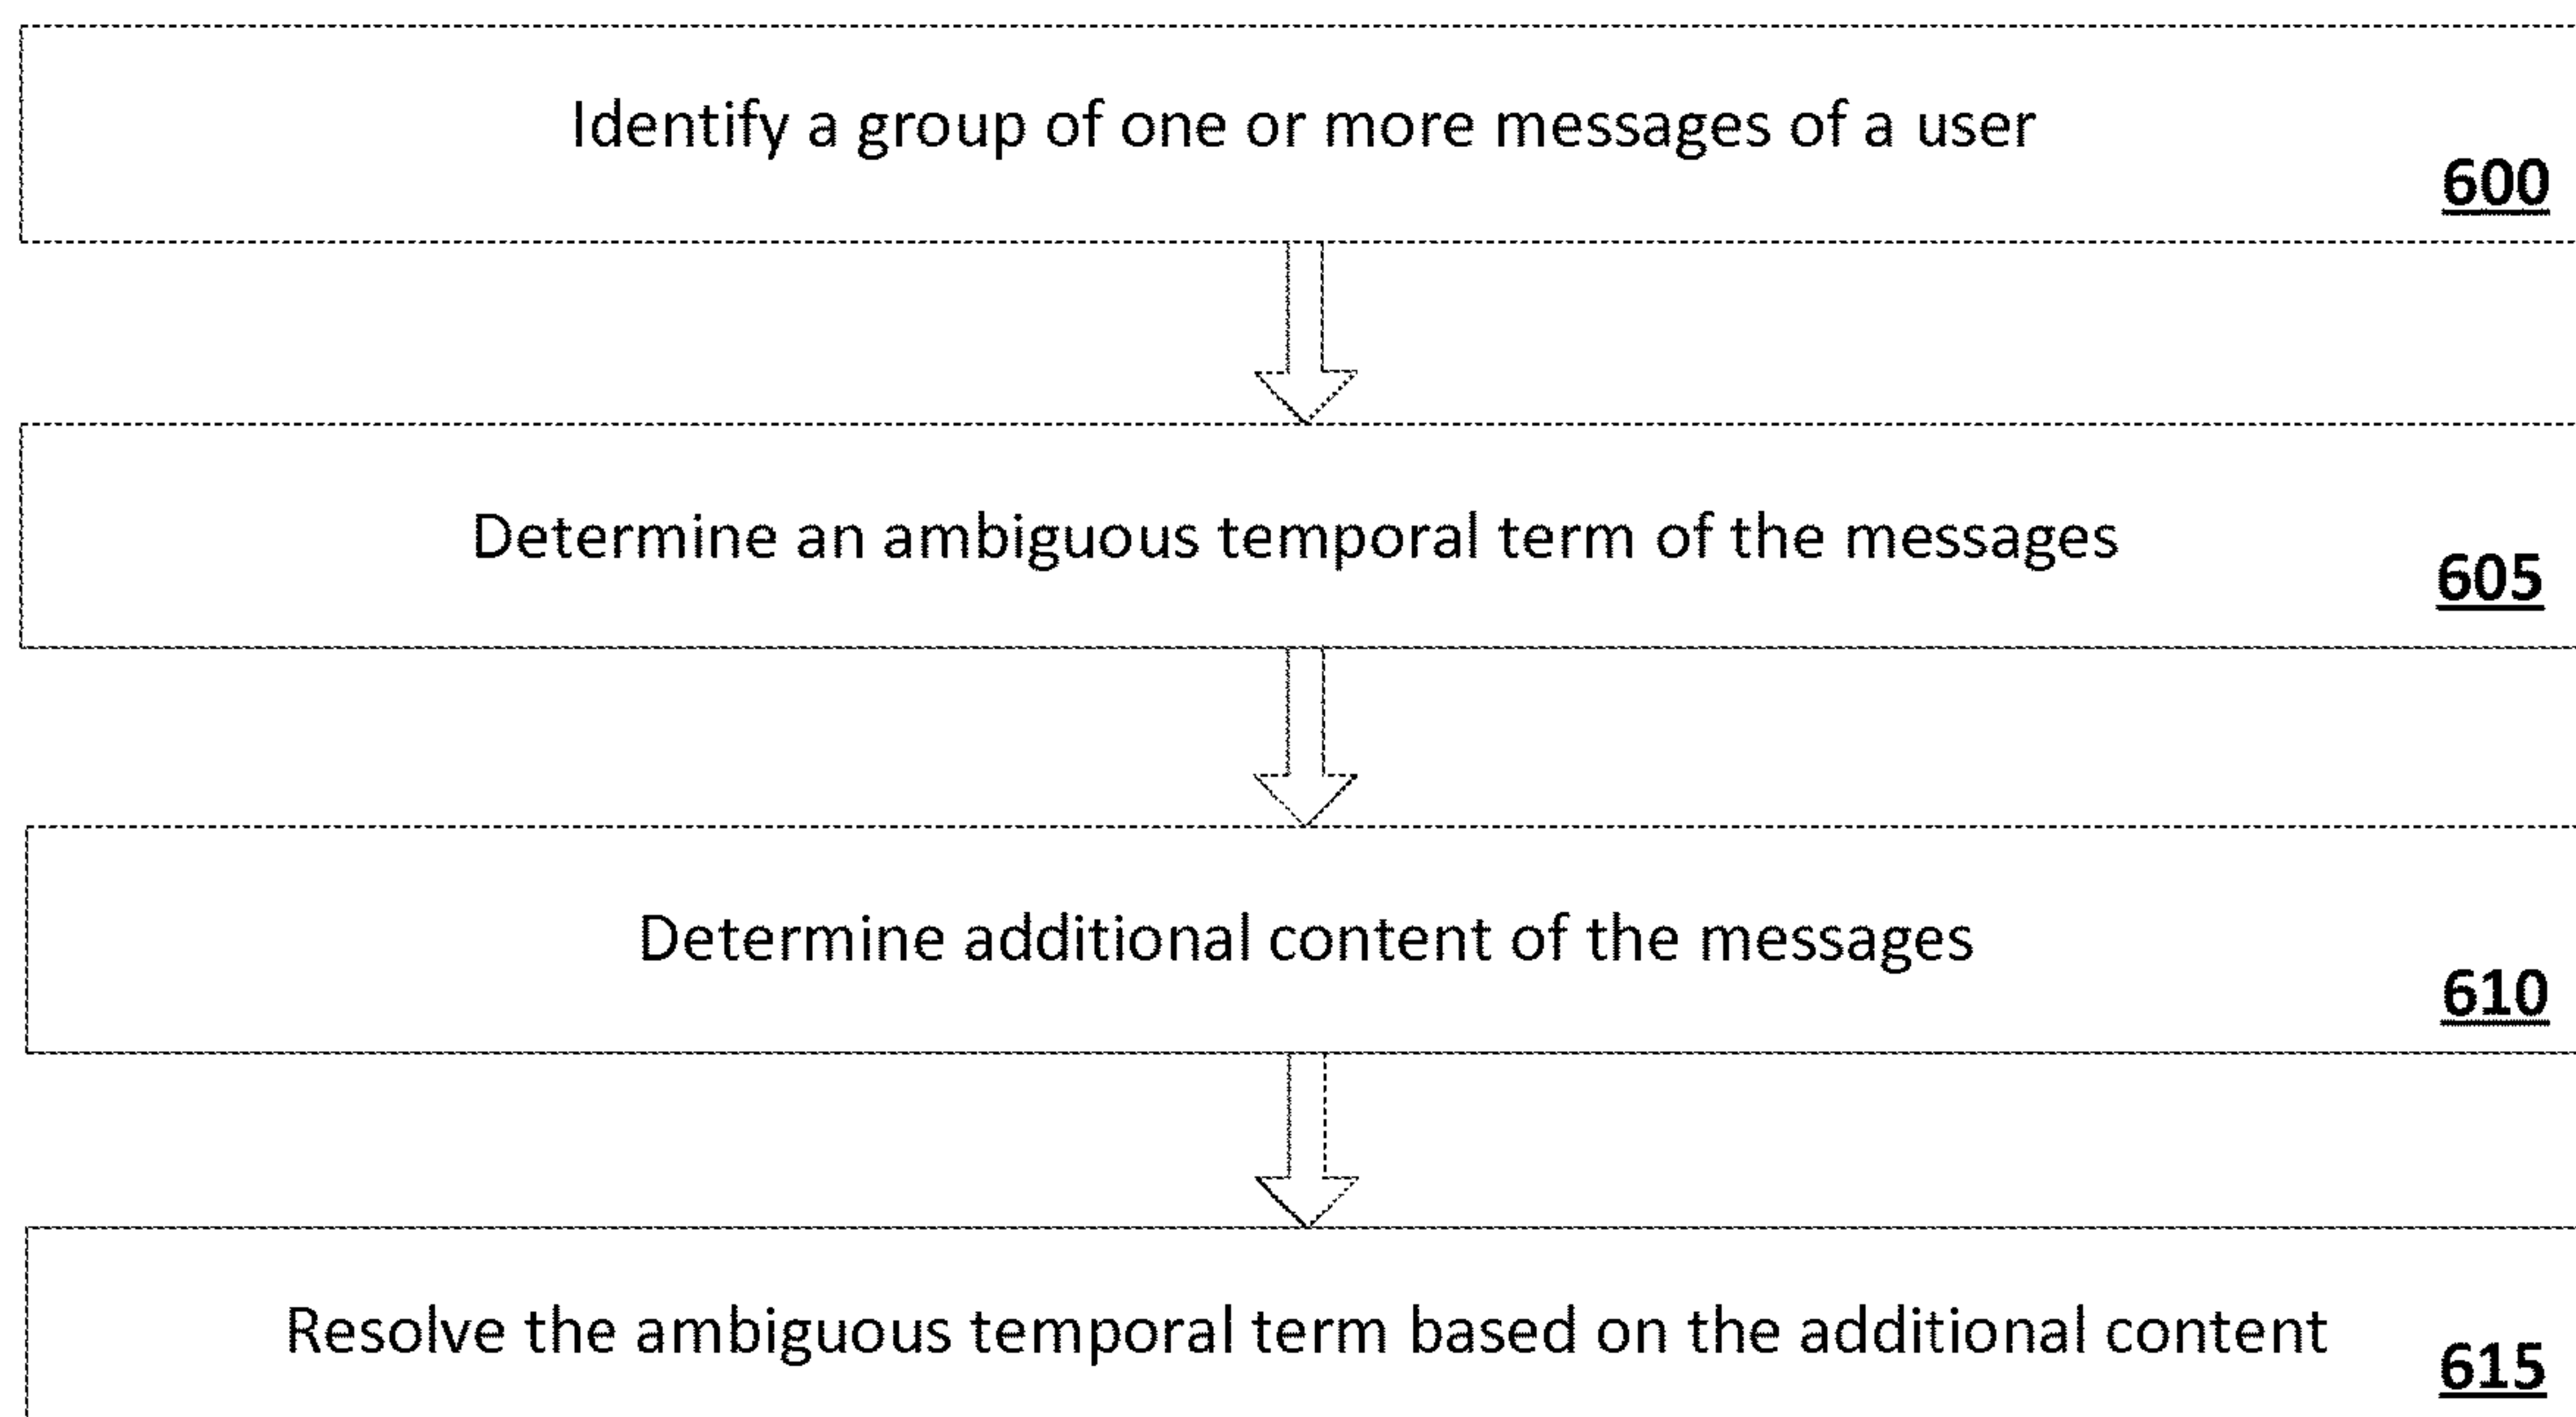 Identify a group of one or more messages of a user
600
Determine an ambiguous temporal term of the messages
605
Determine additional content of the messages
610
Resolve the ambiguous temporal term based on the additional content
615